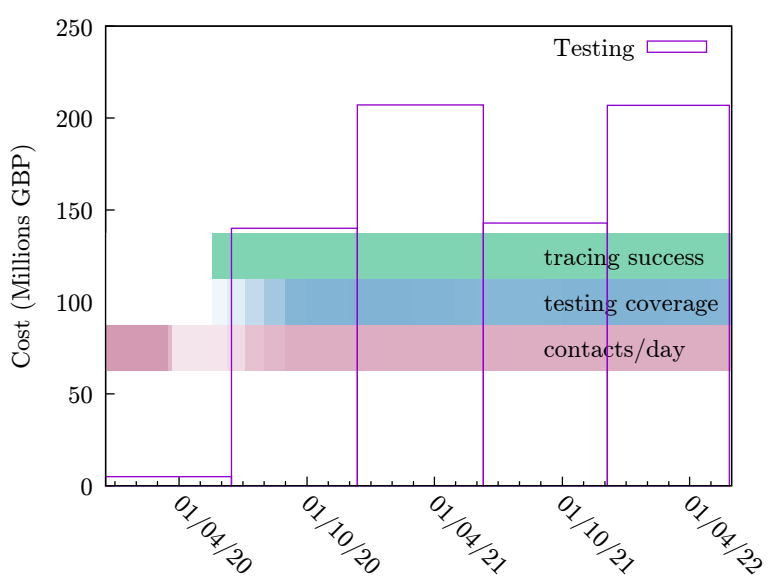 250
Testing
200
150
tracing success
100
testing coverage
contacts/day
50
0
Cost (Millions GBP)
01/04/20
01/10/20
01/04/21
01/10/21
01/04/22